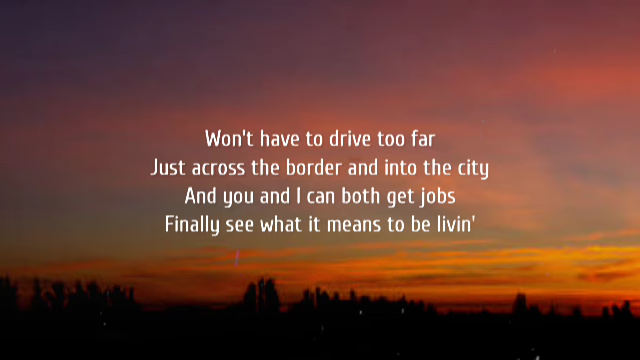 Won't have to drive too far
Just across the border and into the city
And you and I can both get jobs
Finally see what it means to be livin'